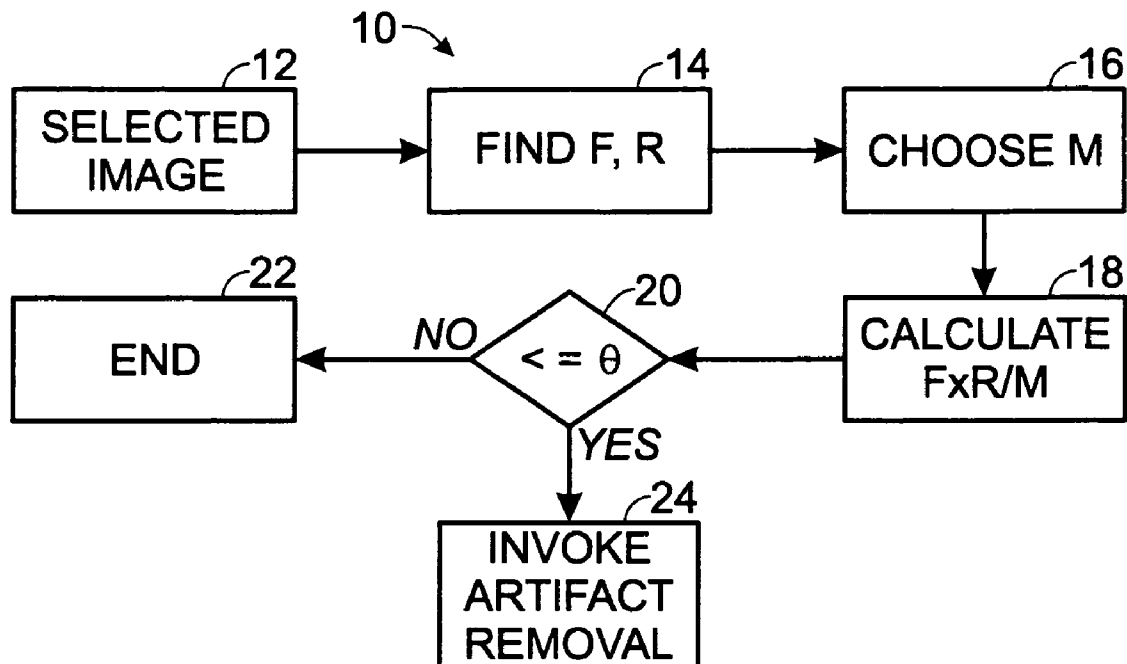 10
12
SELECTED
IMAGE
14
FIND F, R
16
CHOOSE M
18
CALCULATE
FxR/M
20
< = θ
NO
22
END
YES
24
INVOKE
ARTIFACT
REMOVAL